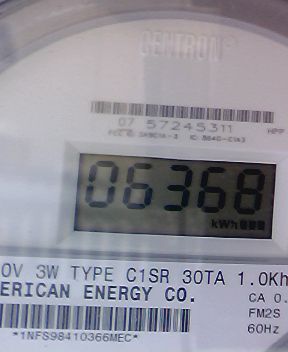 CENTRON®
07 57245311
HPP
06368
kWh
0V 3W TYPE C1SR 30TA 1.0Kh
ERICAN ENERGY CO.
CA 0.
FM2S
60Hz
*1NFS98410366MEC*